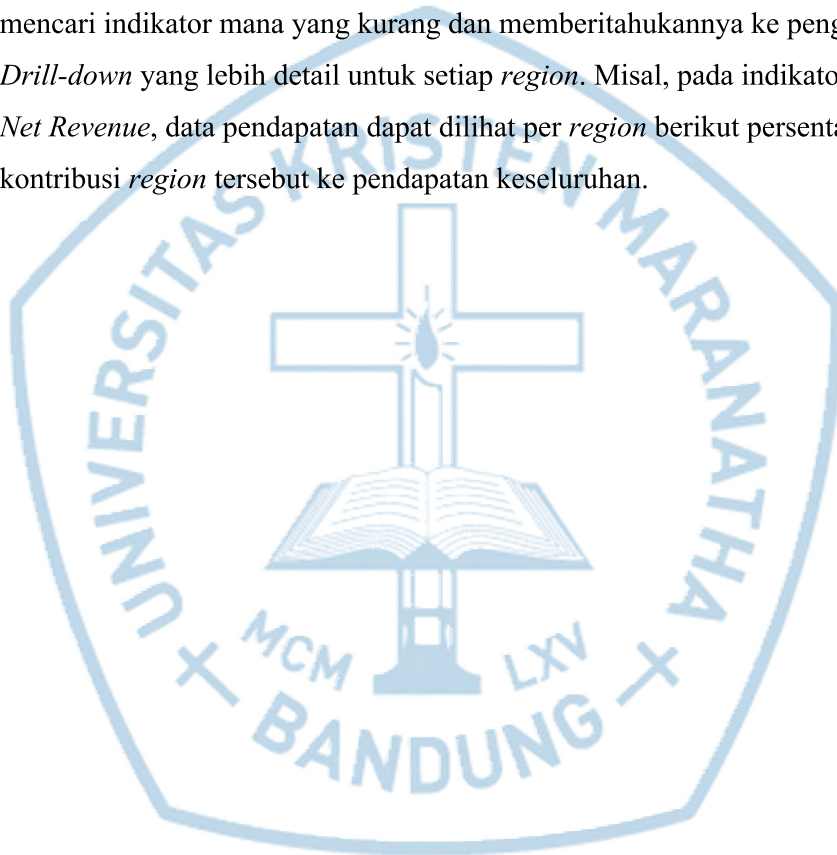 mencari indikator mana yang kurang dan memberitahukannya ke peng
Drill-down yang lebih detail untuk setiap region. Misal, pada indikato
Net Revenue, data pendapatan dapat dilihat per region berikut persenta
kontribusi region tersebut ke pendapatan keseluruhan.
UNIVERSITAS KRISTEN MARANATHA
MCM LXV
BANDUNG